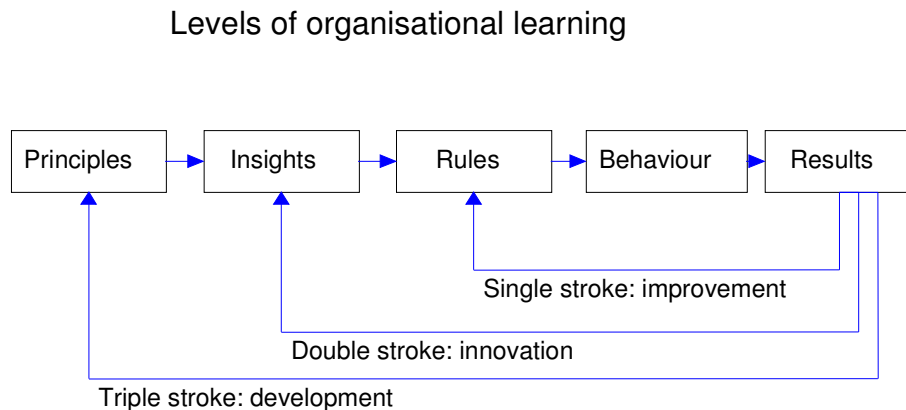 Levels of organisational learning
Principles
Insights
Rules
Behaviour
Results
Single stroke: improvement
Double stroke: innovation
Triple stroke: development